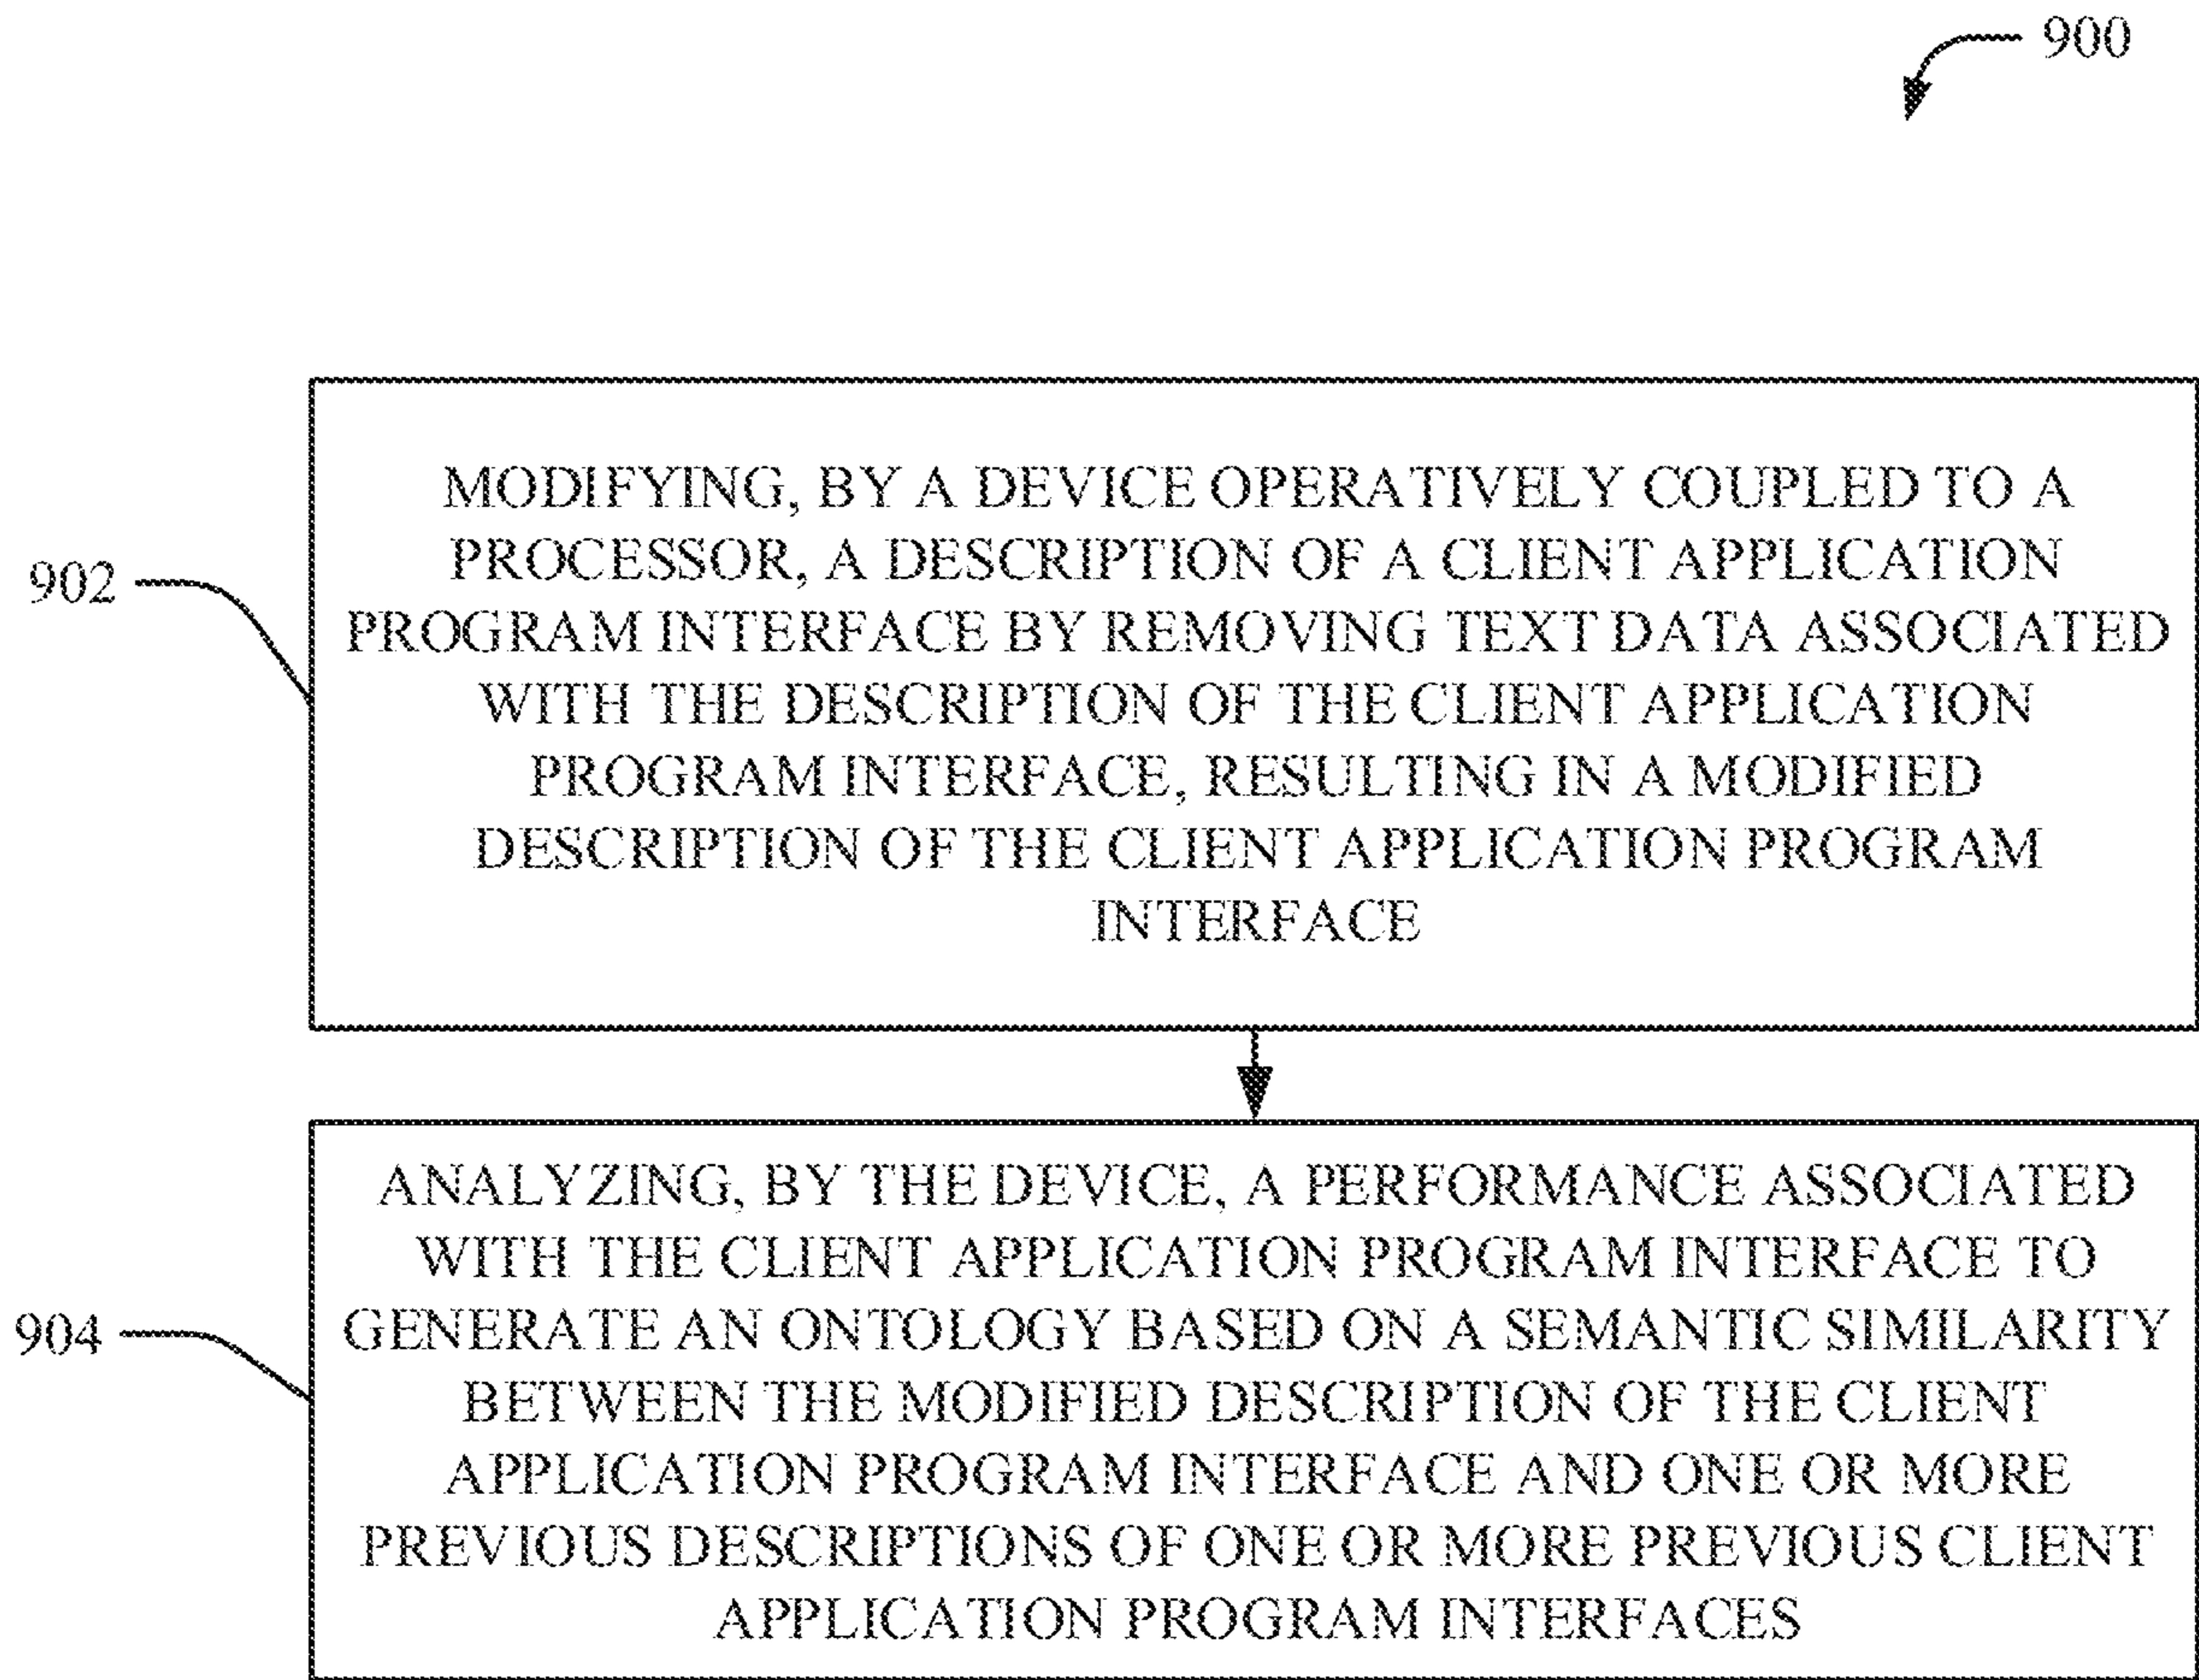 900
902
MODIFYING, BY A DEVICE OPERATIVELY COUPLED TO A
PROCESSOR, A DESCRIPTION OF A CLIENT APPLICATION
PROGRAM INTERFACE BY REMOVING TEXT DATA ASSOCIATED
WITH THE DESCRIPTION OF THE CLIENT APPLICATION
PROGRAM INTERFACE, RESULTING IN A MODIFIED
DESCRIPTION OF THE CLIENT APPLICATION PROGRAM
INTERFACE
904
ANALYZING, BY THE DEVICE, A PERFORMANCE ASSOCIATED
WITH THE CLIENT APPLICATION PROGRAM INTERFACE TO
GENERATE AN ONTOLOGY BASED ON A SEMANTIC SIMILARITY
BETWEEN THE MODIFIED DESCRIPTION OF THE CLIENT
APPLICATION PROGRAM INTERFACE AND ONE OR MORE
PREVIOUS DESCRIPTIONS OF ONE OR MORE PREVIOUS CLIENT
APPLICATION PROGRAM INTERFACES